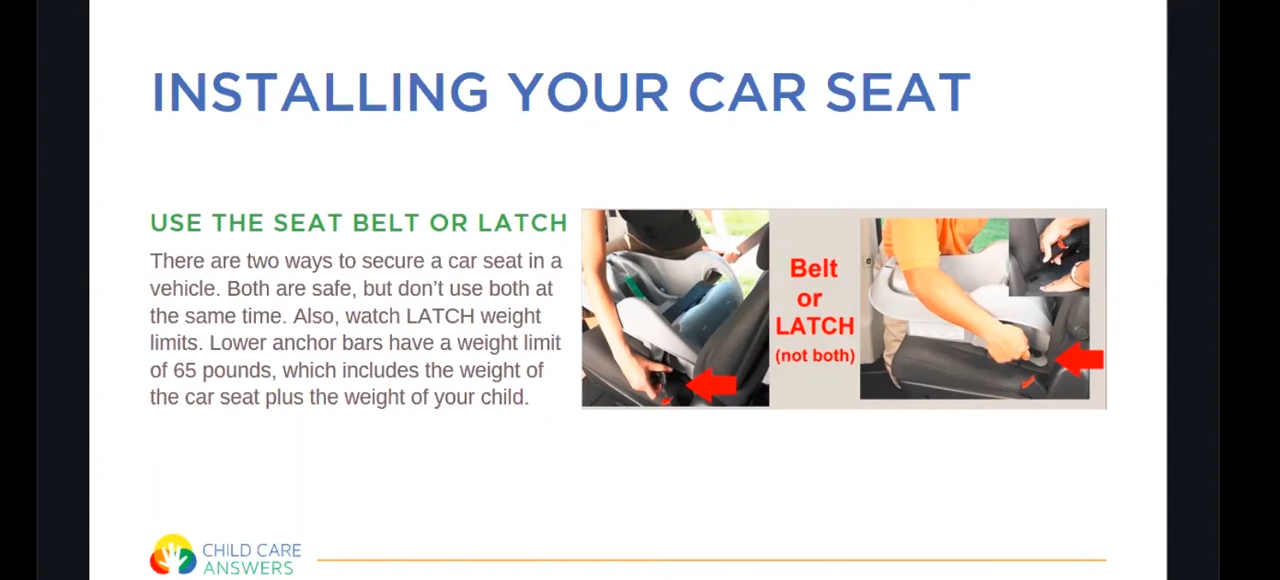 INSTALLING YOUR CAR SEAT
USE THE SEAT BELT OR LATCH
There are two ways to secure a car seat in a
vehicle. Both are safe, but don’t use both at
the same time. Also, watch LATCH weight
limits. Lower anchor bars have a weight limit
of 65 pounds, which includes the weight of
the car seat plus the weight of your child.
Belt
or
LATCH
(not both)
CHILD CARE
ANSWERS